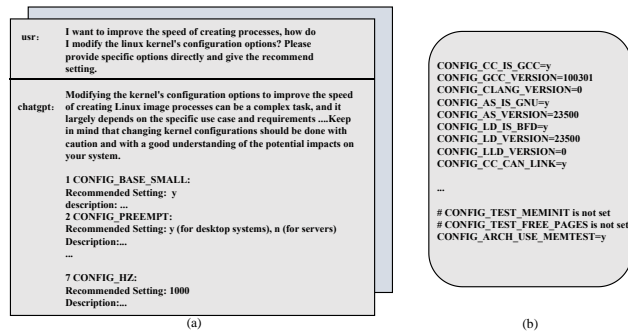 usr:
I want to improve the speed of creating processes, how do
I modify the linux kernel's configuration options? Please
provide specific options directly and give the recommend
setting.
chatgpt:
Modifying the kernel's configuration options to improve the speed
of creating Linux image processes can be a complex task, and it
largely depends on the specific use case and requirements ....Keep
in mind that changing kernel configurations should be done with
caution and with a good understanding of the potential impacts on
your system.
1 CONFIG_BASE_SMALL:
Recommended Setting: y
description: ...
2 CONFIG_PREEMPT:
Recommended Setting: y (for desktop systems), n (for servers)
Description:...
...
7 CONFIG_HZ:
Recommended Setting: 1000
Description:...
(a)
CONFIG_CC_IS_GCC=y
CONFIG_GCC_VERSION=100301
CONFIG_CLANG_VERSION=0
CONFIG_AS_IS_GNU=y
CONFIG_AS_VERSION=23500
CONFIG_LD_IS_BFD=y
CONFIG_LD_VERSION=23500
CONFIG_LLD_VERSION=0
CONFIG_CC_CAN_LINK=y
...
# CONFIG_TEST_MEMINIT is not set
# CONFIG_TEST_FREE_PAGES is not set
CONFIG_ARCH_USE_MEMTEST=y
(b)